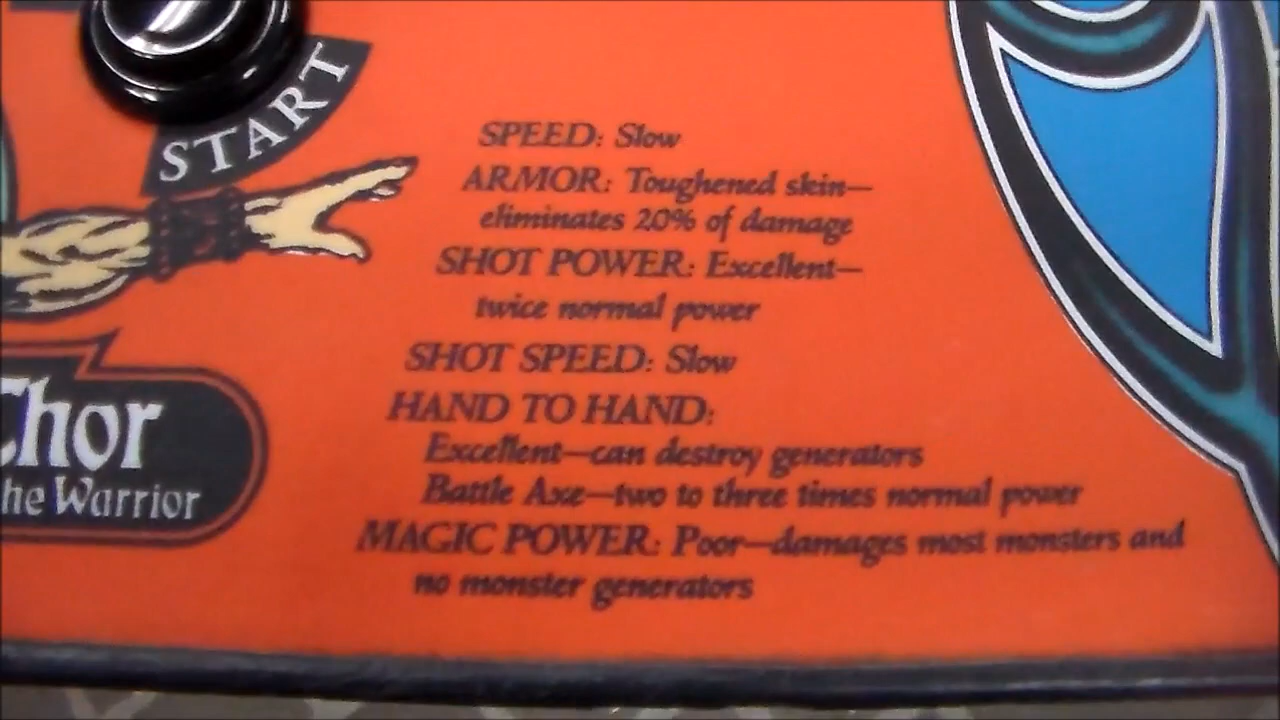 START
SPEED: Slow
ARMOR: Toughened skin—
eliminates 20% of damage
SHOT POWER: Excellent—
twice normal power
SHOT SPEED: Slow
HAND TO HAND:
Excellent—can destroy generators
Battle Axe—two to three times normal power
MAGIC POWER: Poor—damages most monsters and
no monster generators
Chor
he Warrior